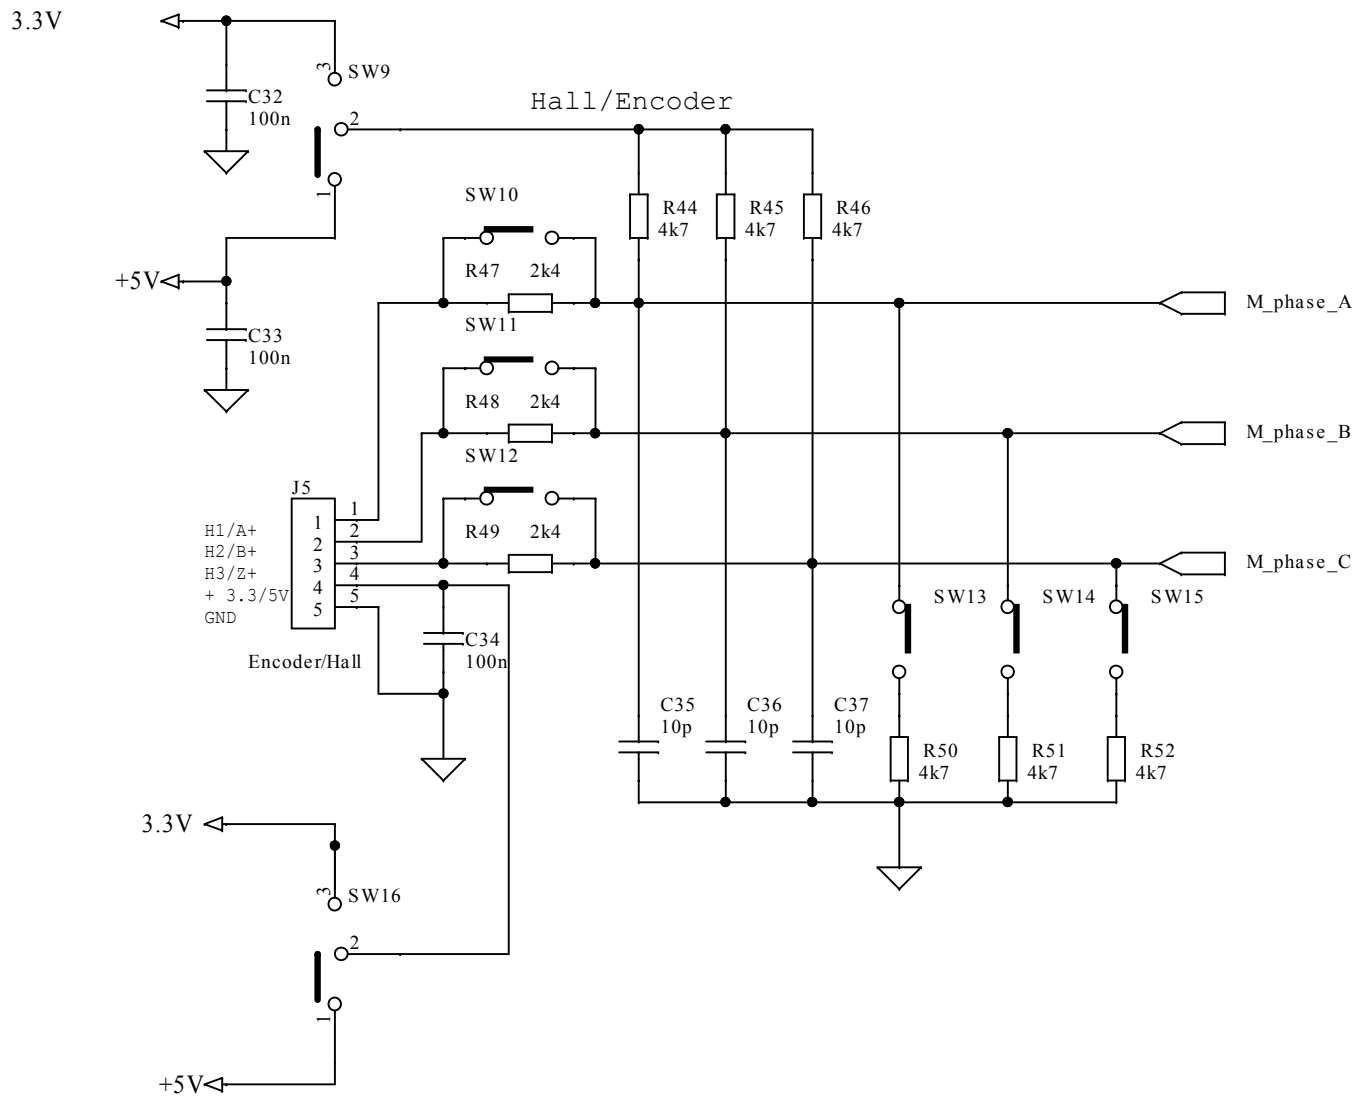 3.3V
3
SW9
C32
100n
Hall/Encoder
2
1
SW10
R44
4k7
R45
4k7
R46
4k7
R47 2k4
+5V
SW11
M_phase_A
C33
100n
R48 2k4
SW12
M_phase_B
J5
R49 2k4
H1/A+
H2/B+
H3/Z+
+ 3.3/5V
GND
1
2
3
4
5
1
2
3
4
5
M_phase_C
SW13
SW14
SW15
Encoder/Hall
C34
100n
C35
10p
C36
10p
C37
10p
R50
4k7
R51
4k7
R52
4k7
3.3V
3
SW16
2
1
+5V